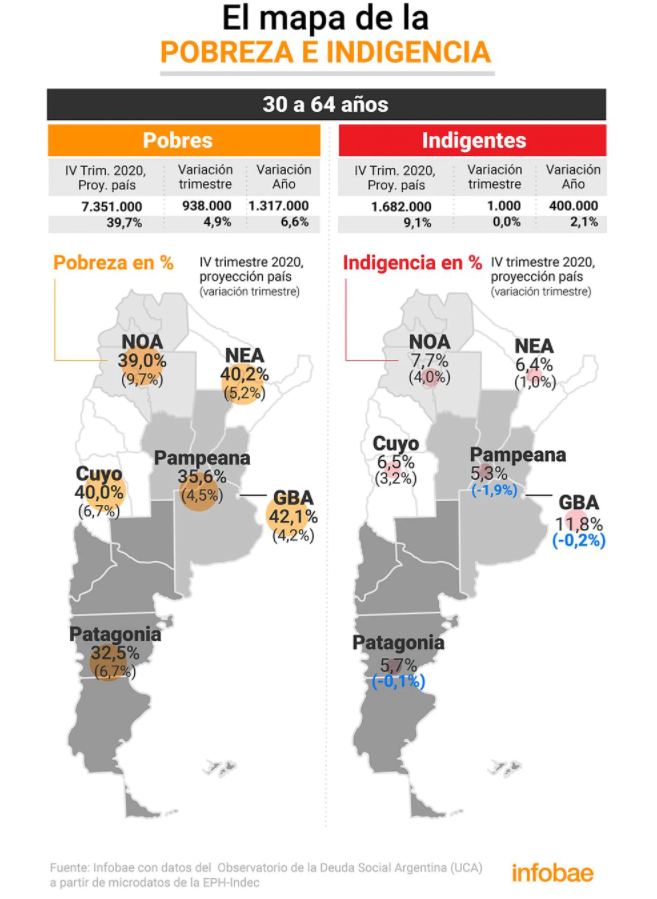 El mapa de la
POBREZA E INDIGENCIA
30 a 64 años
Pobres
IV Trim. 2020, Proy. país
Variación trimestre
Variación Año
7.351.000 938.000 1.317.000
39,7% 4,9% 6,6%
Indigentes
IV Trim. 2020, Proy. país
Variación trimestre
Variación Año
1.682.000 1.000 400.000
9,1% 0,0% 2,1%
Pobreza en %
IV trimestre 2020,
proyección país
(variación trimestre)
NOA
39,0%
(9,7%)
NEA
40,2%
(5,2%)
Pampeana
35,6%
(4,5%)
Cuyo
40,0%
(6,7%)
GBA
42,1%
(4,2%)
Patagonia
32,5%
(6,7%)
Indigencia en %
IV trimestre 2020,
proyección país
(variación trimestre)
NOA
7,7%
(4,0%)
NEA
6,4%
(1,0%)
Cuyo
6,5%
(3,2%)
Pampeana
5,3%
(-1,9%)
GBA
11,8%
(-0,2%)
Patagonia
5,7%
(-0,1%)
Fuente: Infobae con datos del Observatorio de la Deuda Social Argentina (UCA)
a partir de microdatos de la EPH-Indec
infobae